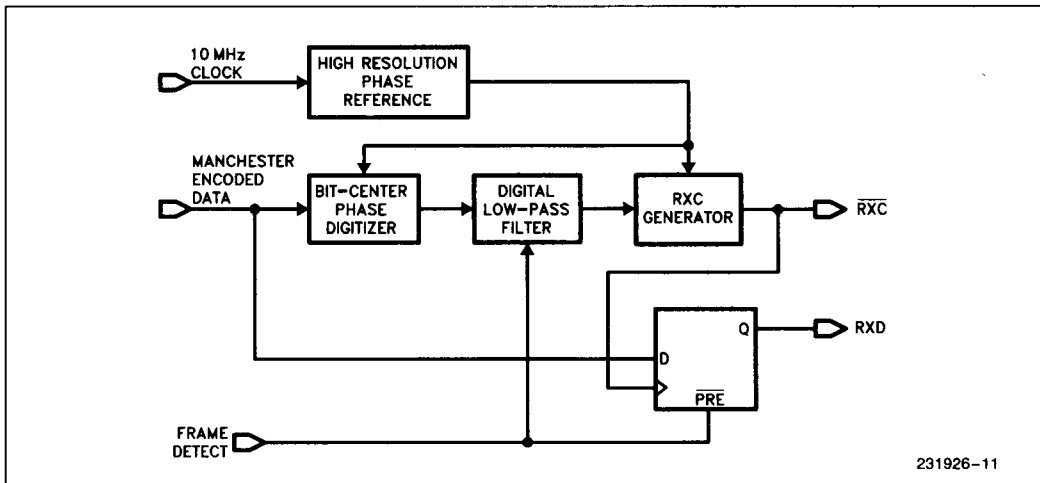 10 MHz
CLOCK
HIGH RESOLUTION
PHASE
REFERENCE
MANCHESTER
ENCODED
DATA
BIT-CENTER
PHASE
DIGITIZER
DIGITAL
LOW-PASS
FILTER
RXC
GENERATOR
RXC
Q
RXD
D
PRE
FRAME
DETECT
231926-11